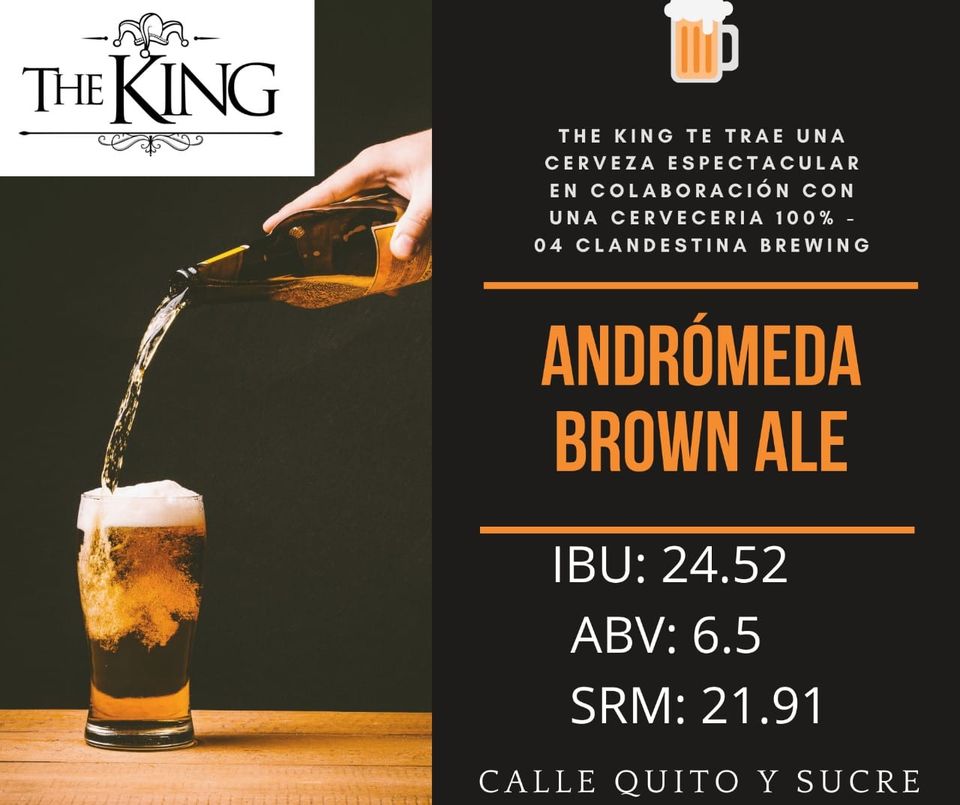 THE KING
THE KING TE TRAE UNA
CERVEZA ESPECTACULAR
EN COLABORACIÓN CON
UNA CERVECERIA 100% -
04 CLANDESTINA BREWING
ANDRÓMEDA
BROWN ALE
IBU: 24.52
ABV: 6.5
SRM: 21.91
CALLE QUITO Y SUCRE